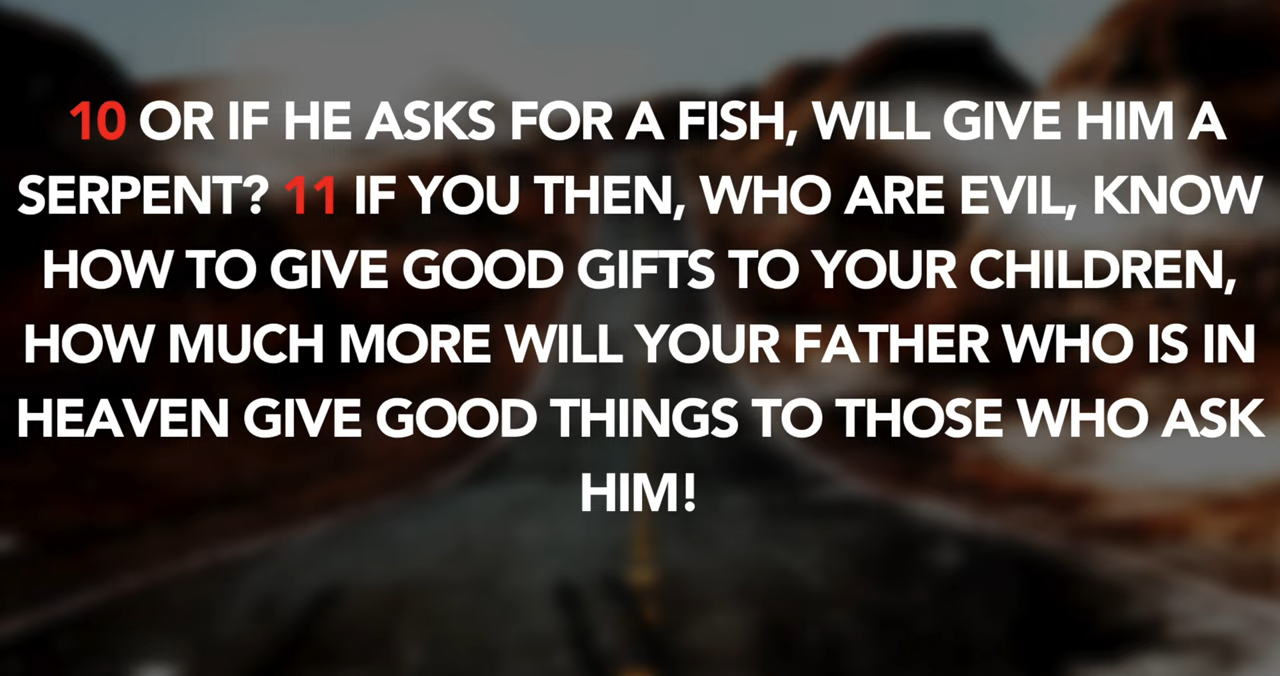 10 OR IF HE ASKS FOR A FISH, WILL GIVE HIM A
SERPENT? 11 IF YOU THEN, WHO ARE EVIL, KNOW
HOW TO GIVE GOOD GIFTS TO YOUR CHILDREN,
HOW MUCH MORE WILL YOUR FATHER WHO IS IN
HEAVEN GIVE GOOD THINGS TO THOSE WHO ASK
HIM!